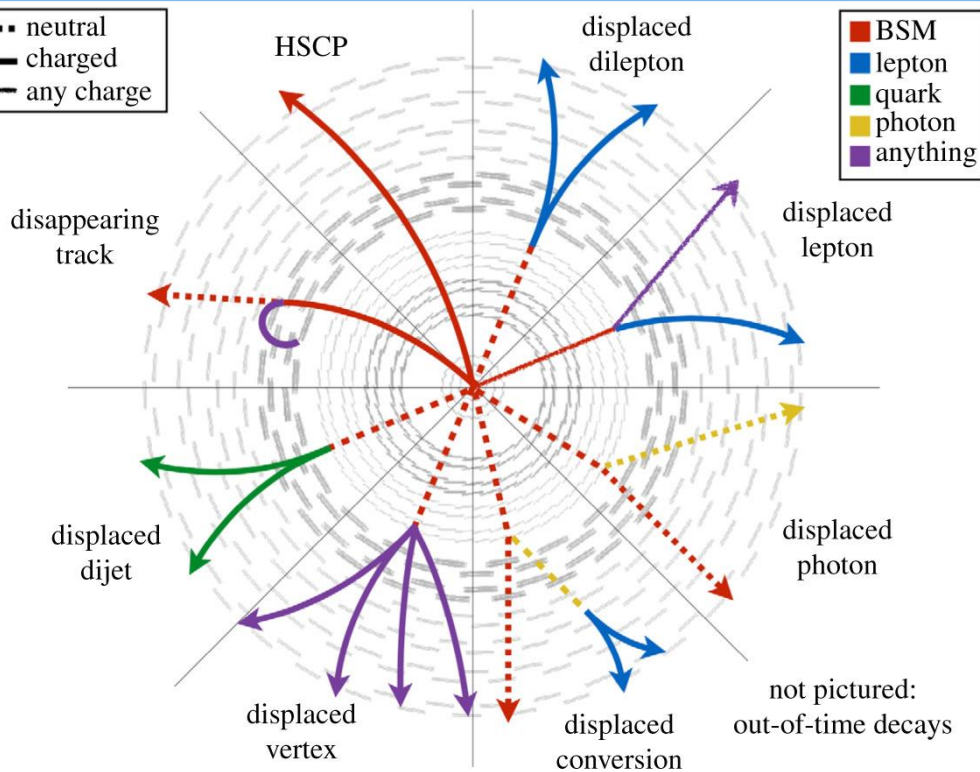 neutral
charged
any charge
HSCP
displaced
dilepton
BSM
lepton
quark
photon
anything
disappearing
track
displaced
lepton
displaced
dijet
displaced
photon
displaced
vertex
displaced
conversion
not pictured:
out-of-time decays